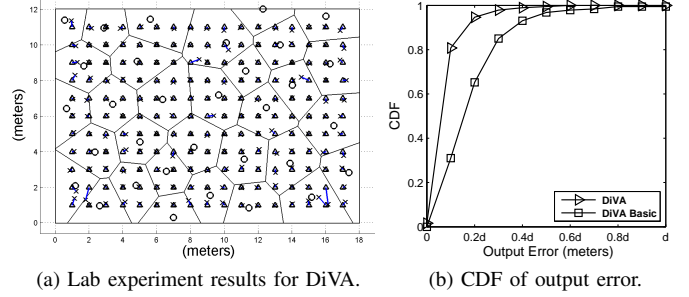 12
10
8
6
4
2
0
(meters)
0 2 4 6 8 10 12 14 16 18
(meters)
(a) Lab experiment results for DiVA.
1
0.8
0.6
0.4
0.2
0
CDF
DiVA
DiVA Basic
0 0.2d 0.4d 0.6d 0.8d d
Output Error (meters)
(b) CDF of output error.